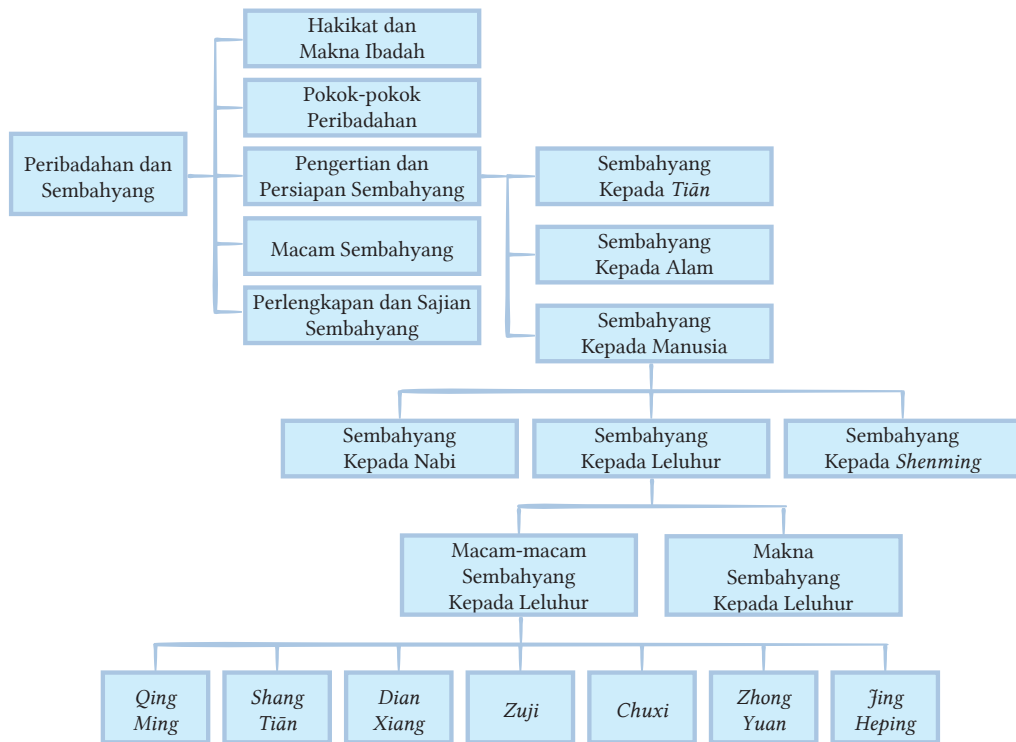 Hakikat dan
Makna Ibadah
Pokok-pokok
Peribadahan
Peribadahan dan
Sembahyang
Pengertian dan
Persiapan Sembahyang
Sembahyang
Kepada Tiān
Macam Sembahyang
Sembahyang
Kepada Alam
Perlengkapan dan Sajian
Sembahyang
Sembahyang
Kepada Manusia
Sembahyang
Kepada Nabi
Sembahyang
Kepada Leluhur
Sembahyang
Kepada Shenming
Macam-macam
Sembahyang
Kepada Leluhur
Makna
Sembahyang
Kepada Leluhur
Qing
Ming
Shang
Tiān
Dian
Xiang
Zuji
Chuxi
Zhong
Yuan
Jing
Heping